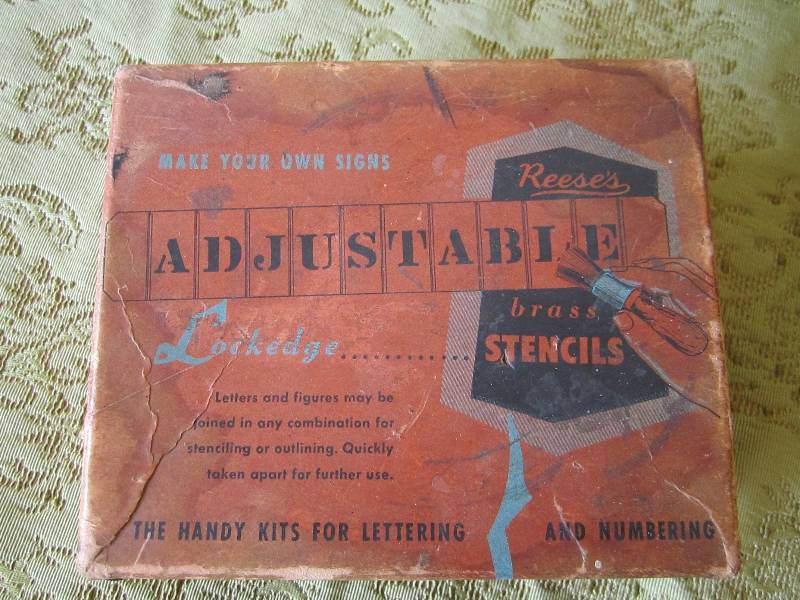 MAKE YOUR OWN SIGNS
Reese's
ADJUSTABLE
brass
Lockedge............STENCILS
Letters and figures may be
joined in any combination for
stenciling or outlining. Quickly
taken apart for further use.
THE HANDY KITS FOR LETTERING AND NUMBERING